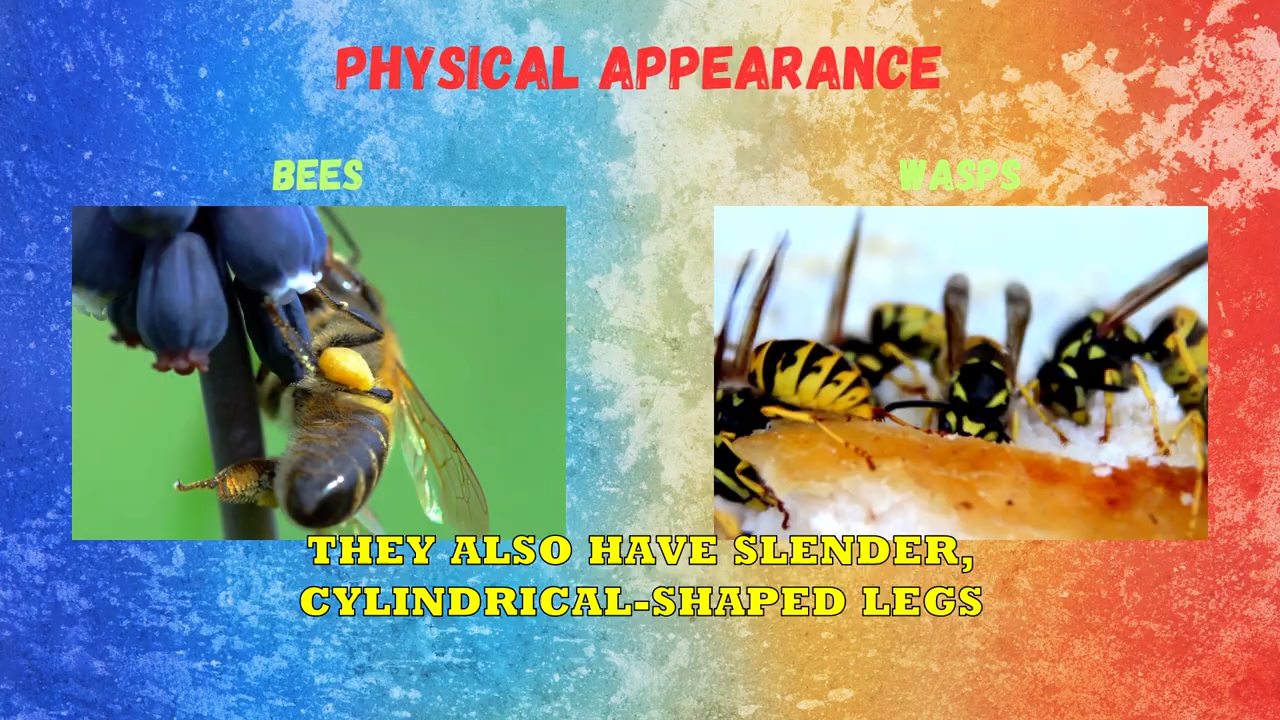 PHYSICAL APPEARANCE
BEES
WASPS
THEY ALSO HAVE SLENDER,
CYLINDRICAL-SHAPED LEGS